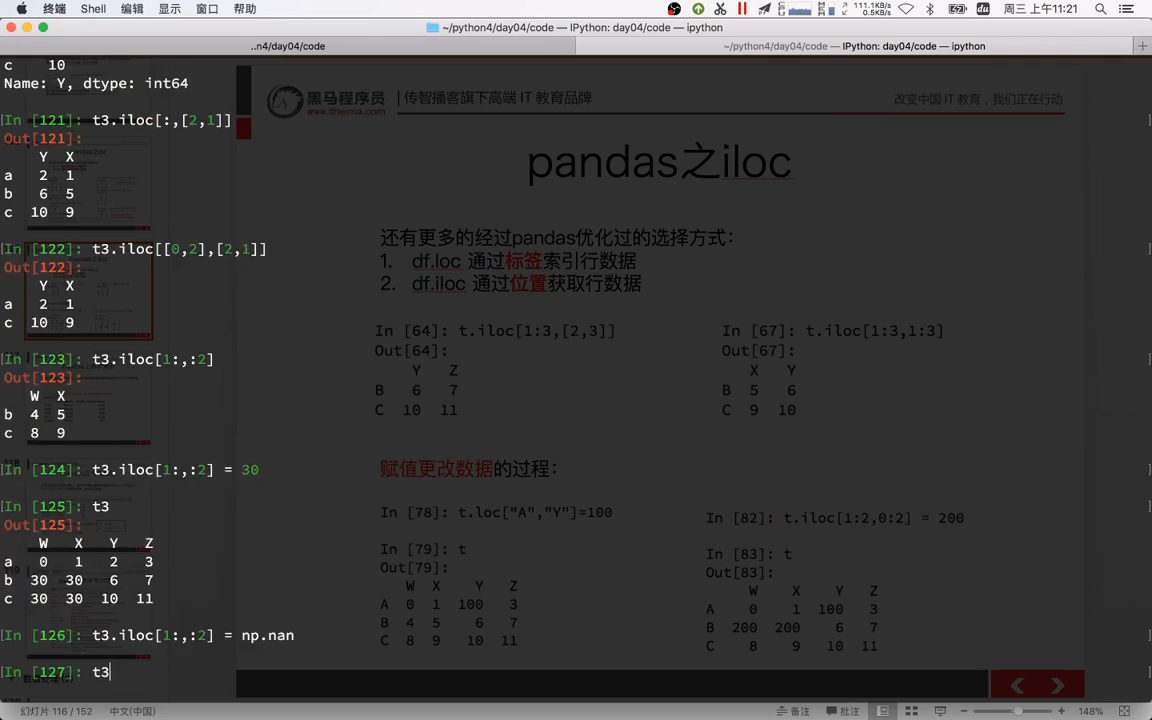 终端 Shell 编辑 显示 窗口 帮助
111.1KB/s
0.5KB/s
周三 上午11:21
~/python4/day04/code — IPython: day04/code — ipython
..n4/day04/code
~/python4/day04/code — IPython: day04/code — ipython
c 10
Name: Y, dtype: int64
In [121]: t3.iloc[:,[2,1]]
Out[121]:
Y X
a 2 1
b 6 5
c 10 9
In [122]: t3.iloc[[0,2],[2,1]]
Out[122]:
Y X
a 2 1
c 10 9
In [123]: t3.iloc[1:,:2]
Out[123]:
W X
b 4 5
c 8 9
In [124]: t3.iloc[1:,:2] = 30
In [125]: t3
Out[125]:
W X Y Z
a 0 1 2 3
b 30 30 6 7
c 30 30 10 11
In [126]: t3.iloc[1:,:2] = np.nan
In [127]: t3
黑马程序员
www.itheima.com
传智播客旗下高端 IT 教育品牌
改变中国 IT 教育，我们正在行动
pandas之iloc
还有更多的经过pandas优化过的选择方式：
1. df.loc 通过标签索引行数据
2. df.iloc 通过位置获取行数据
In [64]: t.iloc[1:3,[2,3]]
Out[64]:
Y Z
B 6 7
C 10 11
In [67]: t.iloc[1:3,1:3]
Out[67]:
X Y
B 5 6
C 9 10
赋值更改数据的过程：
In [78]: t.loc["A","Y"]=100
In [79]: t
Out[79]:
W X Y Z
A 0 1 100 3
B 4 5 6 7
C 8 9 10 11
In [82]: t.iloc[1:2,0:2] = 200
In [83]: t
Out[83]:
W X Y Z
A 0 1 100 3
B 200 200 6 7
C 8 9 10 11
幻灯片 116 / 152 中文(中国)
备注 批注
148%